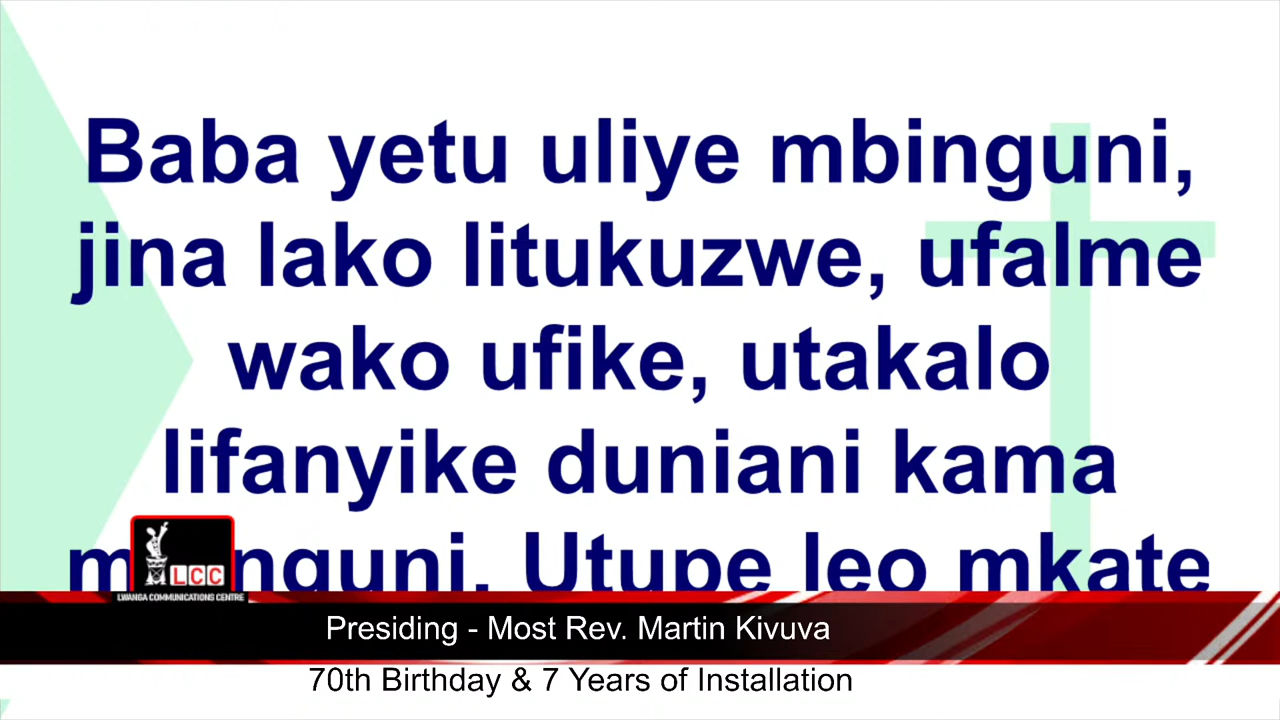 Baba yetu uliye mbinguni,
jina lako litukuzwe, ufalme
wako ufike, utakalo
lifanyike duniani kama
mbinguni. Utupe leo mkate
LCC
LWANGA COMMUNICATIONS CENTRE
Presiding - Most Rev. Martin Kivuva
70th Birthday & 7 Years of Installation